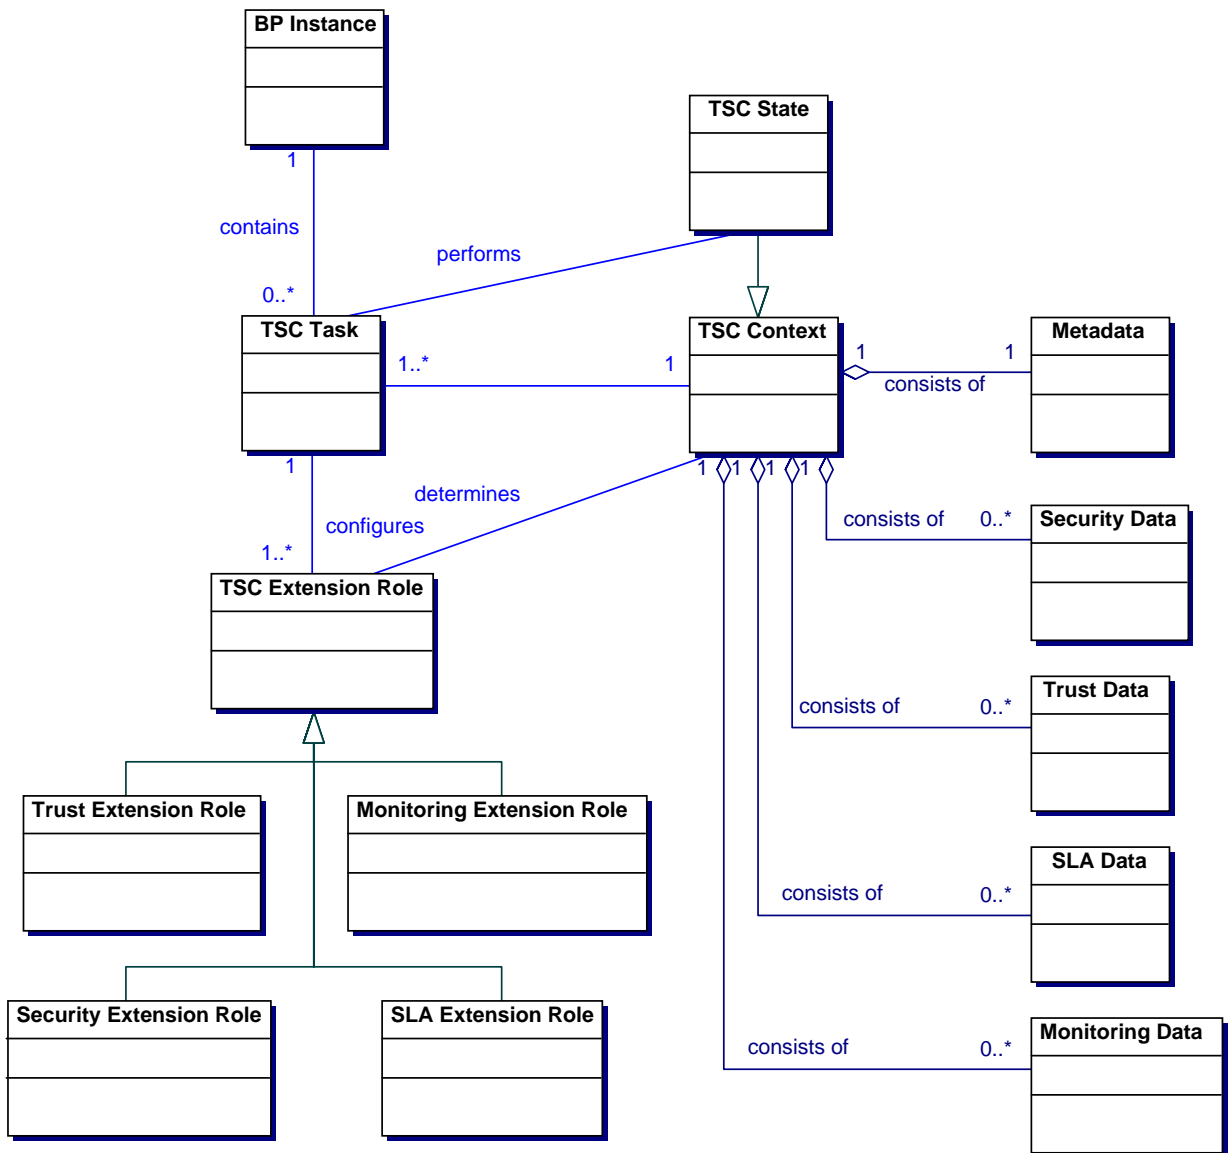 BP Instance
TSC State
1
contains
performs
0..*
TSC Task
TSC Context
Metadata
1..*
1
1
1
consists of
1
determines
configures
1..*
1
1
1
1
consists of
0..*
Security Data
TSC Extension Role
Trust Data
consists of
0..*
Trust Extension Role
Monitoring Extension Role
SLA Data
consists of
0..*
Security Extension Role
SLA Extension Role
Monitoring Data
consists of
0..*